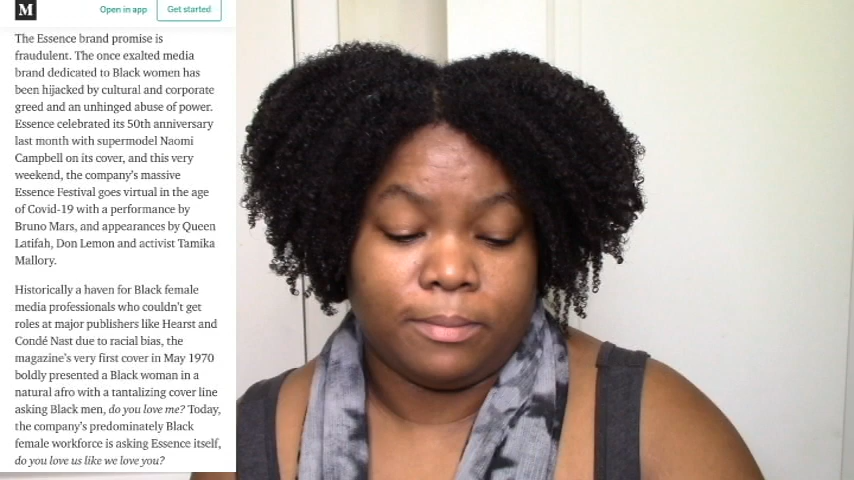 M
Open in app
Get started
The Essence brand promise is
fraudulent. The once exalted media
brand dedicated to Black women has
been hijacked by cultural and corporate
greed and an unhinged abuse of power.
Essence celebrated its 50th anniversary
last month with supermodel Naomi
Campbell on its cover, and this very
weekend, the company's massive
Essence Festival goes virtual in the age
of Covid-19 with a performance by
Bruno Mars, and appearances by Queen
Latifah, Don Lemon and activist Tamika
Mallory.
Historically a haven for Black female
media professionals who couldn't get
roles at major publishers like Hearst and
Condé Nast due to racial bias, the
magazine's very first cover in May 1970
boldly presented a Black woman in a
natural afro with a tantalizing cover line
asking Black men, do you love me? Today,
the company's predominately Black
female workforce is asking Essence itself,
do you love us like we love you?